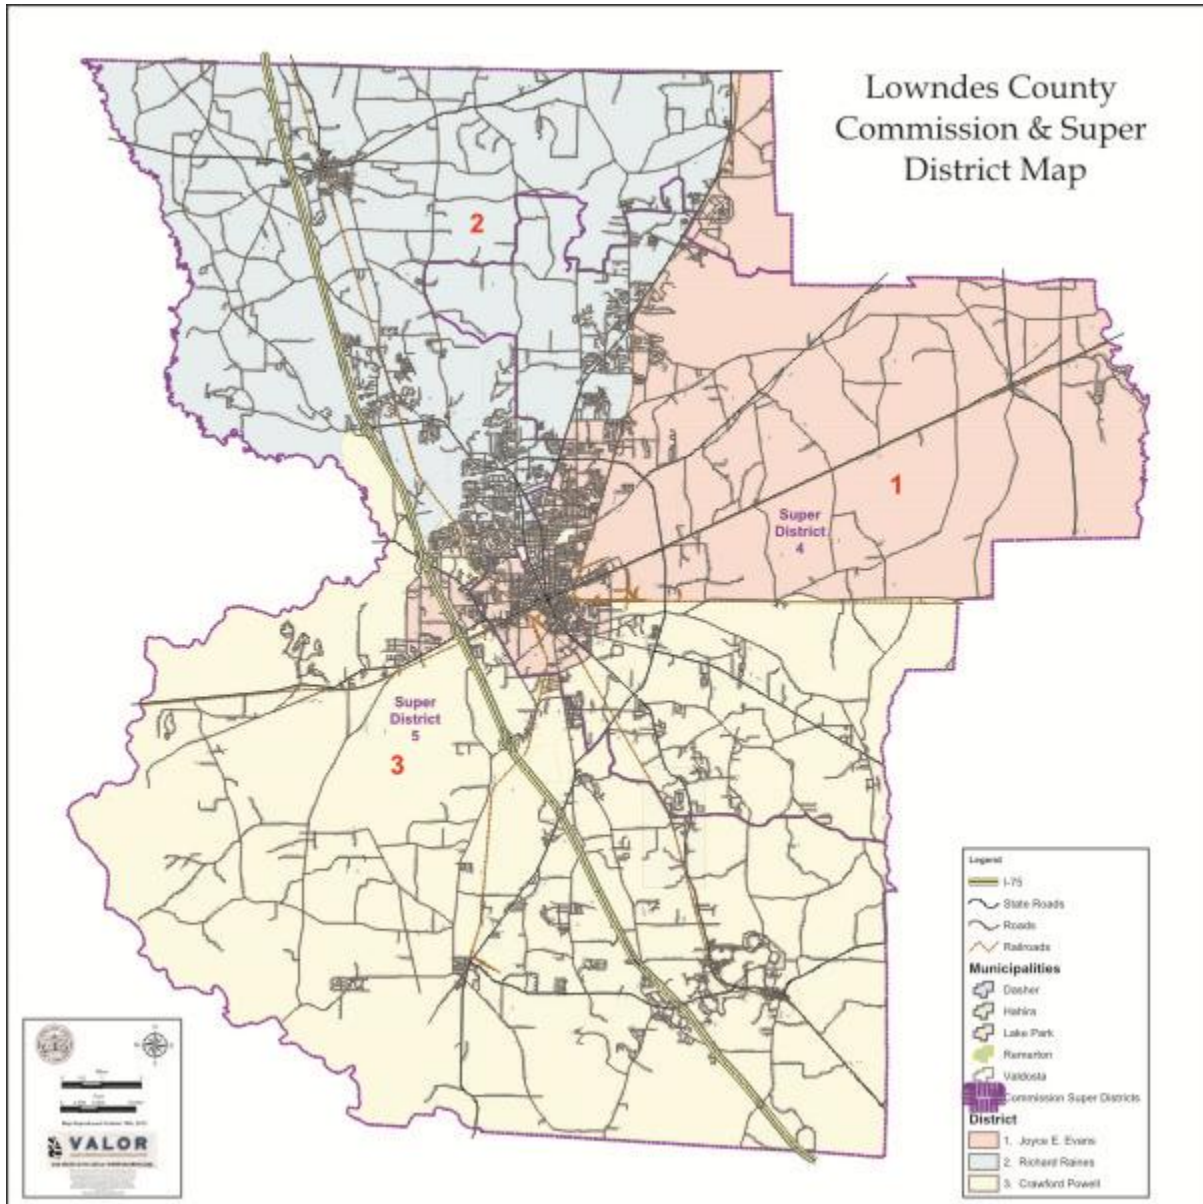 Lowndes County
Commission & Super
District Map
2
1
Super
District
4
Super
District
5
3
Legend
I-75
State Roads
Roads
Railroads
Municipalities
Dasher
Hahira
Lake Park
Remerton
Valdosta
Commission Super Districts
District
1. Joyce E. Evans
2. Richard Raines
3. Crawford Powell
VALOR